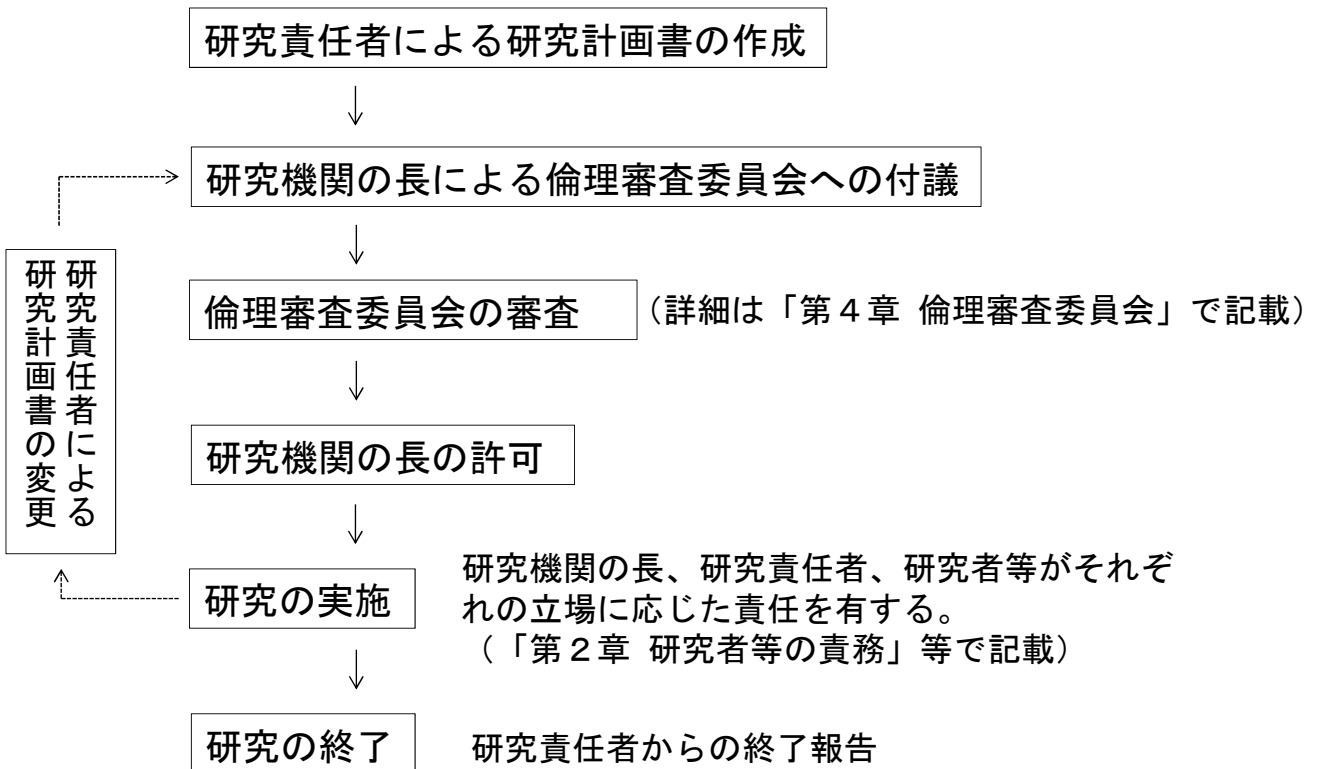 研究責任者による研究計画書の作成
研究機関の長による倫理審査委員会への付議
研究責任者による
研究計画書の変更
倫理審査委員会の審査
（詳細は「第４章 倫理審査委員会」で記載）
研究機関の長の許可
研究の実施
研究機関の長、研究責任者、研究者等がそれぞ
れの立場に応じた責任を有する。
（「第２章 研究者等の責務」等で記載）
研究の終了
研究責任者からの終了報告